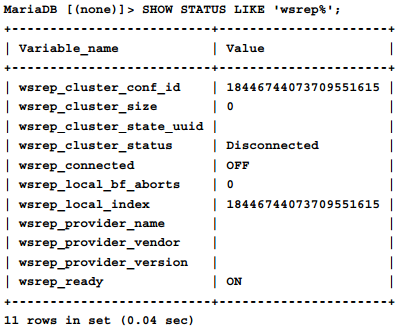 MariaDB [(none)]> SHOW STATUS LIKE 'wsrep%';
+--------------------------+----------------------+
| Variable_name            | Value                |
+--------------------------+----------------------+
| wsrep_cluster_conf_id    | 18446744073709551615 |
| wsrep_cluster_size       | 0                    |
| wsrep_cluster_state_uuid |                      |
| wsrep_cluster_status     | Disconnected         |
| wsrep_connected          | OFF                  |
| wsrep_local_bf_aborts    | 0                    |
| wsrep_local_index        | 18446744073709551615 |
| wsrep_provider_name      |                      |
| wsrep_provider_vendor    |                      |
| wsrep_provider_version   |                      |
| wsrep_ready              | ON                   |
+--------------------------+----------------------+
11 rows in set (0.04 sec)